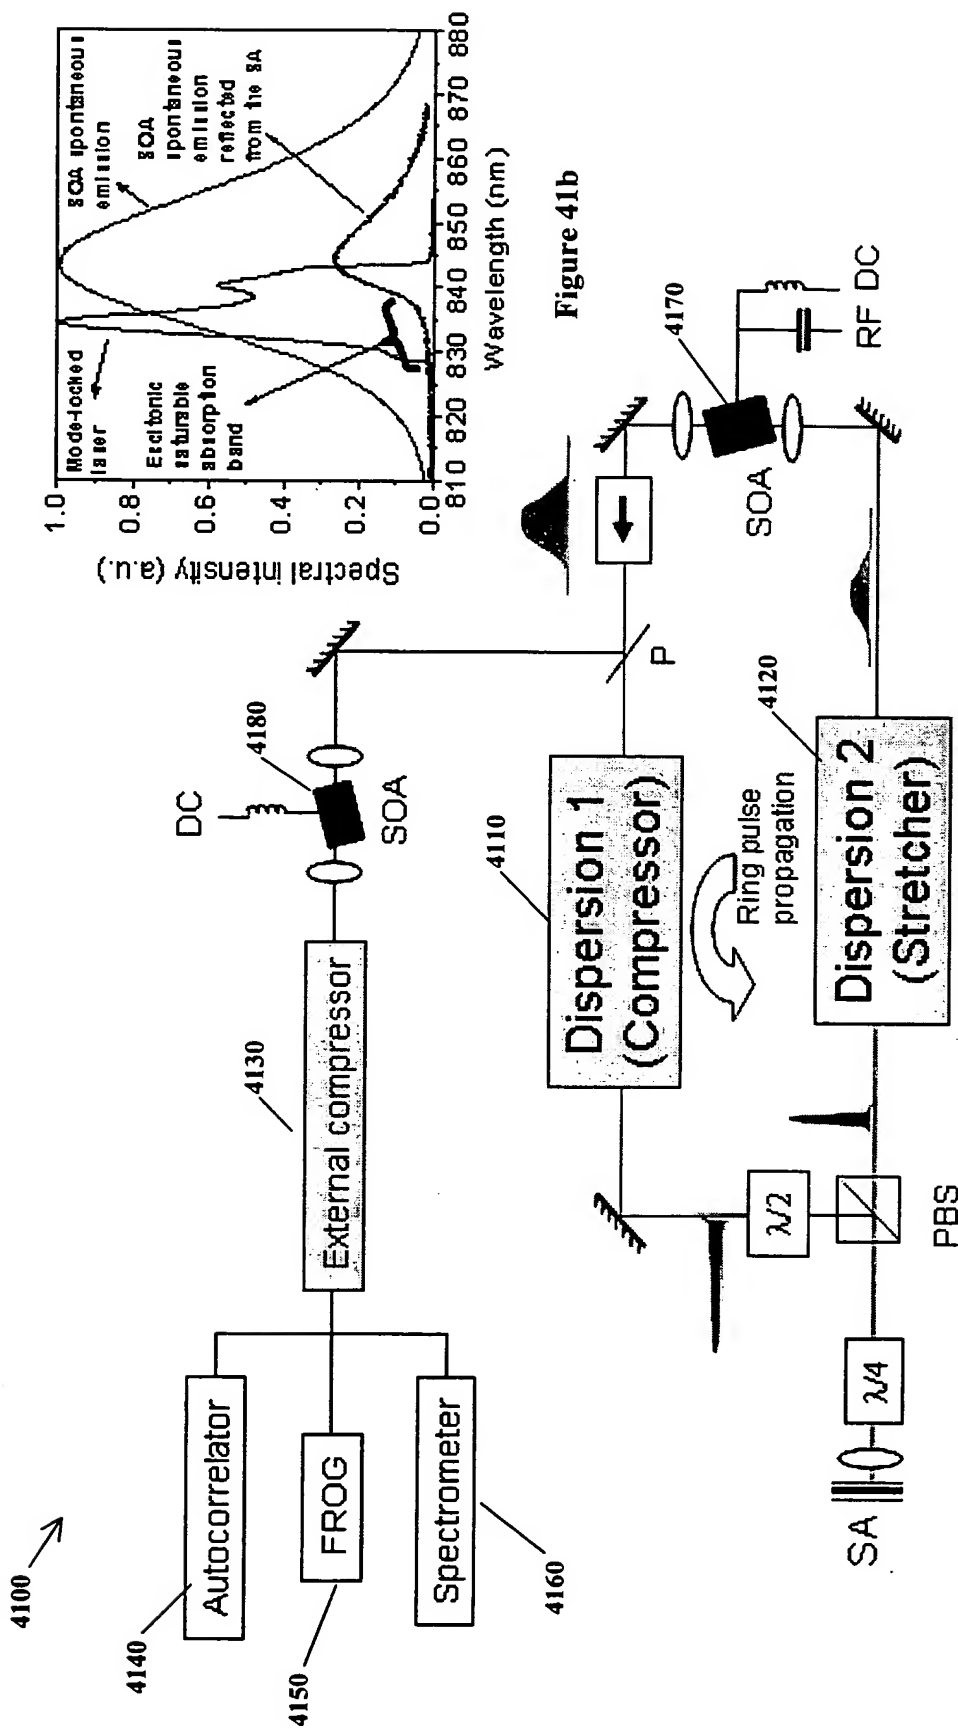 4100
Autocorrelator
4140
FROG
4150
Spectrometer
4160
External compressor
4130
DC
4180
SOA
Spectral intensity (a.u.)
1.0
0.8
0.6
0.4
0.2
0.0
810 820 830 840 850 860 870 880
Wavelength (nm)
Mode-locked
laser
Excitonic
saturable
absorption
band
SOA spontaneous
emission
SOA
spontaneous
emission
reflected
from the SA
Figure 41b
P
4110
Dispersion 1
(Compressor)
Ring pulse
propagation
4120
Dispersion 2
(Stretcher)
4170
SOA
RF DC
λ/2
PBS
λ/4
SA